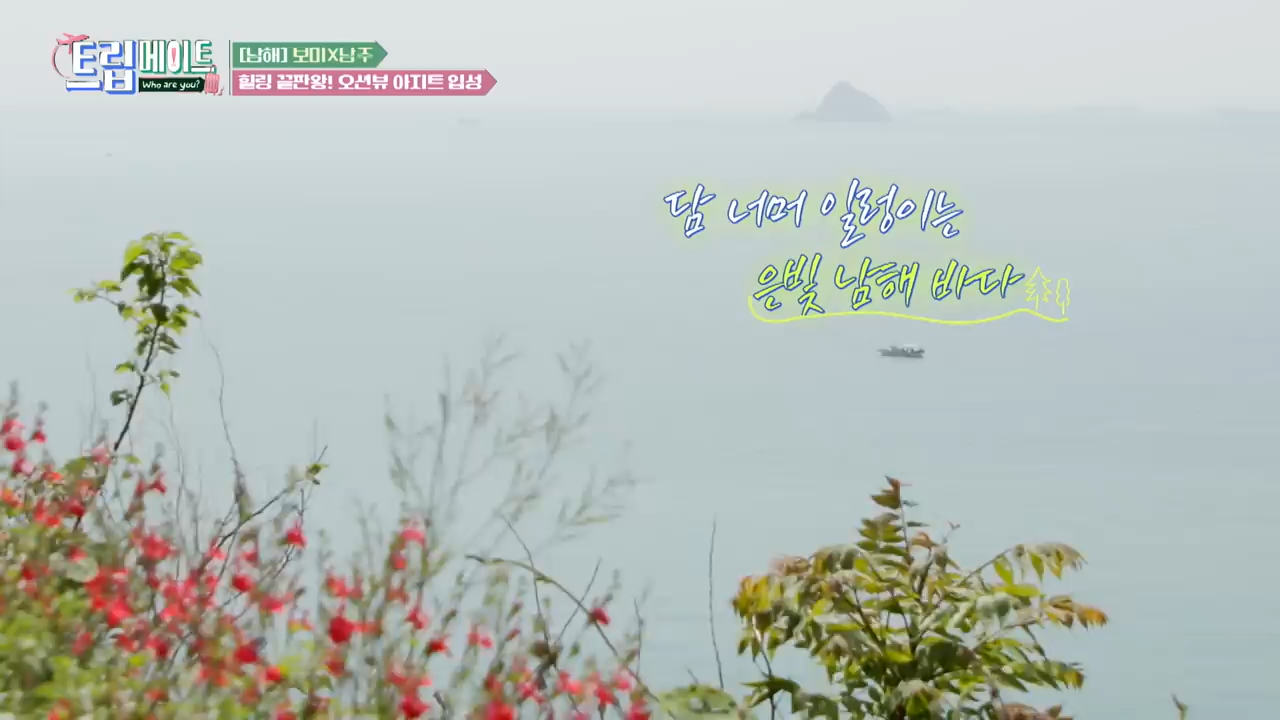 트립메이트
Who are you?
[남해] 보미X남주
힐링 끝판왕! 오션뷰 아지트 입성
담 너머 일렁이는
은빛 남해 바다